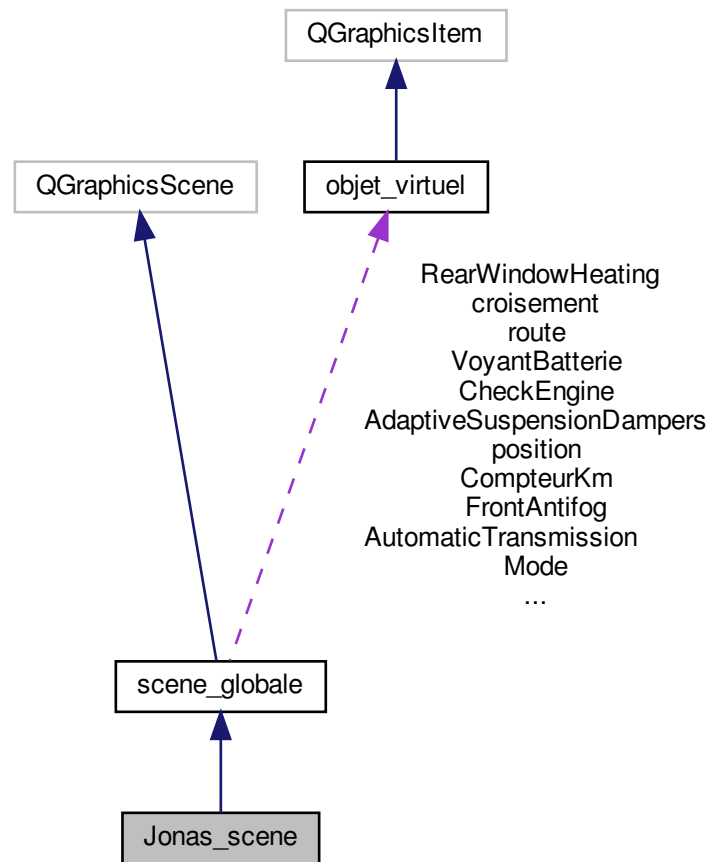 QGraphicsItem
QGraphicsScene
objet_virtuel
RearWindowHeating
croisement
route
VoyantBatterie
CheckEngine
AdaptiveSuspensionDampers
position
CompteurKm
FrontAntifog
AutomaticTransmission
Mode
...
scene_globale
Jonas_scene